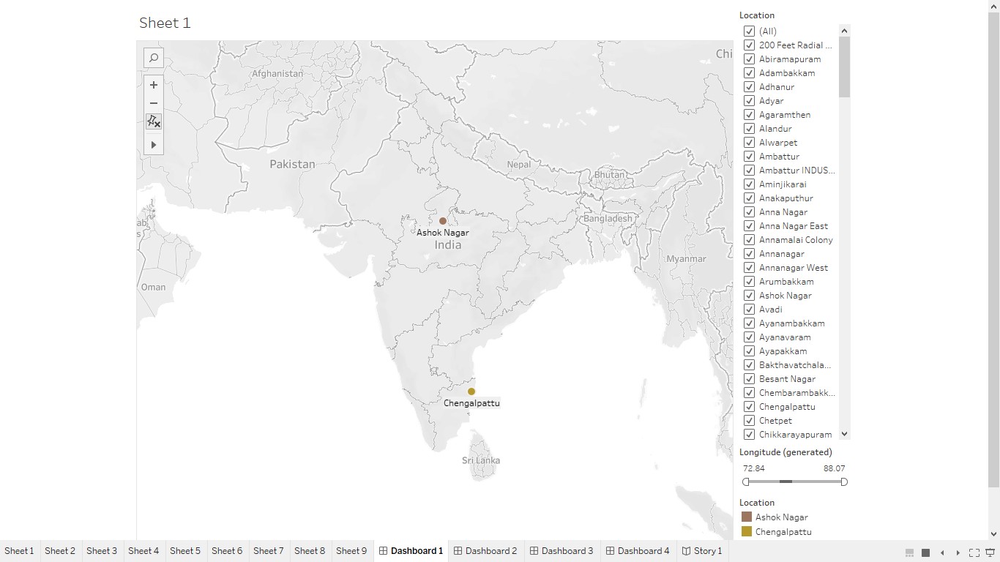 Sheet 1
Chi
Afghanistan
Pakistan
Nepal
Bhutan
Bangladesh
ab
s
Ashok Nagar
India
Myanmar
Oman
Chengalpattu
Sri Lanka
Location
(All)
200 Feet Radial ...
Abiramapuram
Adambakkam
Adhanur
Adyar
Agaramthen
Alandur
Alwarpet
Ambattur
Ambattur INDUS...
Aminjikarai
Anakaputhur
Anna Nagar
Anna Nagar East
Annamalai Colony
Annanagar
Annanagar West
Arumbakkam
Ashok Nagar
Avadi
Ayanambakkam
Ayanavaram
Ayapakkam
Bakthavatchala...
Besant Nagar
Chembarambakk...
Chengalpattu
Chetpet
Chikkarayapuram
Longitude (generated)
72.84 88.07
Location
Ashok Nagar
Chengalpattu
Sheet 1 Sheet 2 Sheet 3 Sheet 4 Sheet 5 Sheet 6 Sheet 7 Sheet 8 Sheet 9 Dashboard 1 Dashboard 2 Dashboard 3 Dashboard 4 Story 1